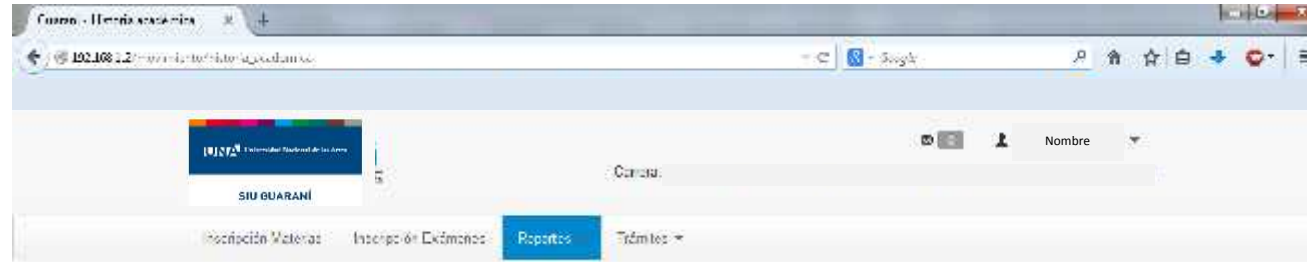 Guaraní - Historia académica
192.168.1.2
Google
UNA Universidad Nacional de las Artes
Nombre
Carrera:
SIU GUARANÍ
Inscripción Materias Inscripción Exámenes Reportes Trámites